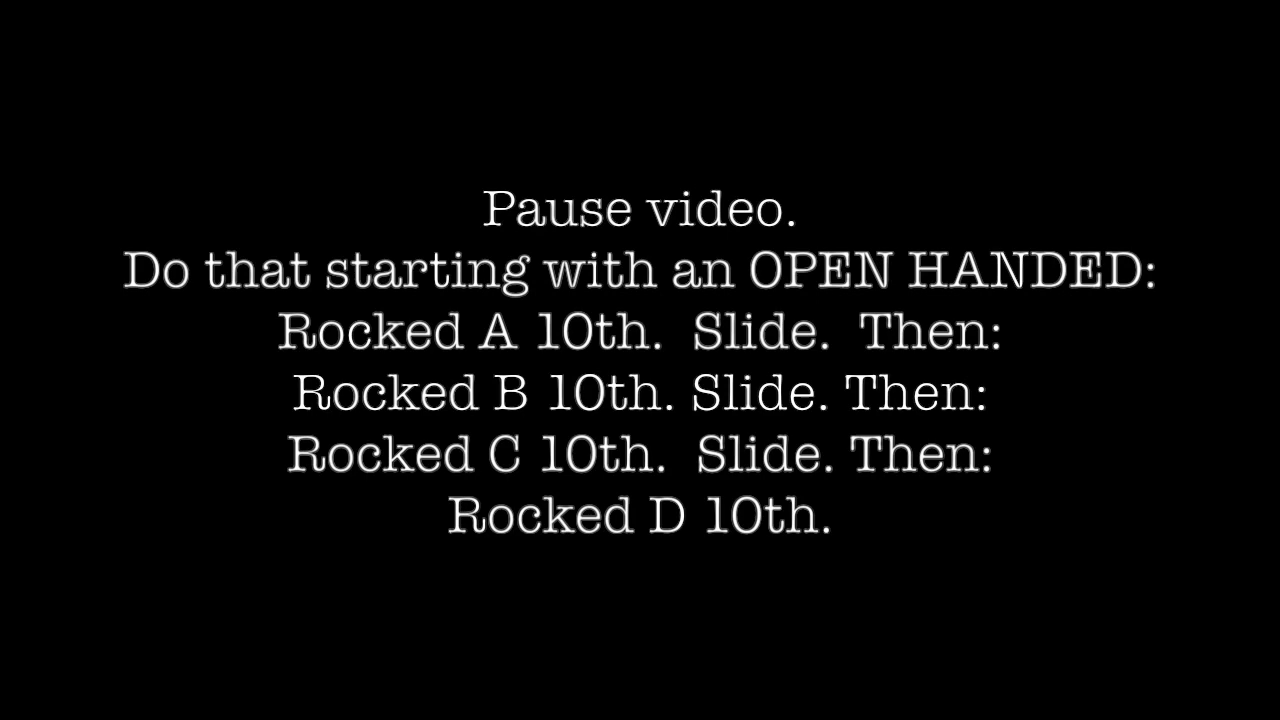 Pause video.
Do that starting with an OPEN HANDED:
Rocked A 10th.  Slide.  Then:
Rocked B 10th. Slide. Then:
Rocked C 10th.  Slide. Then:
Rocked D 10th.